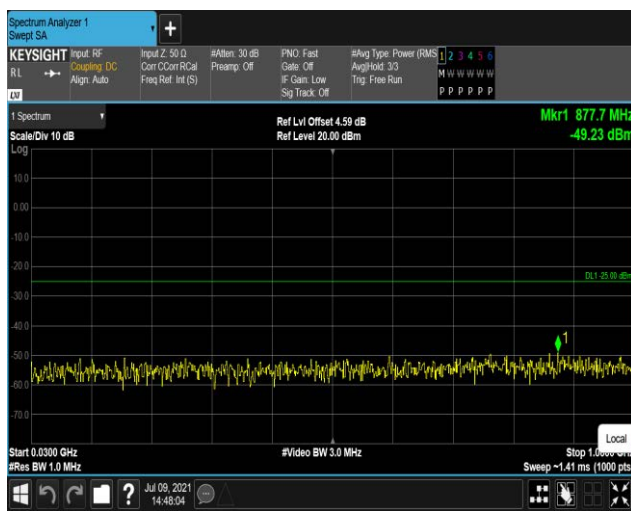 Spectrum Analyzer 1
Swept SA
+
KEYSIGHT
RL
LXI
Input: RF
Coupling: DC
Align: Auto
Input Z: 50 Ω
Corr CCorr RCal
Freq Ref: Int (S)
#Atten: 30 dB
Preamp: Off
PNO: Fast
Gate: Off
IF Gain: Low
Sig Track: Off
#Avg Type: Power (RMS
Avg|Hold: 3/3
Trig: Free Run
1 2 3 4 5 6
M W W W W W
P P P P P P
1 Spectrum
Scale/Div 10 dB
Log
Ref Lvl Offset 4.59 dB
Ref Level 20.00 dBm
Mkr1 877.7 MHz
-49.23 dBm
10.0
0.00
-10.0
-20.0
-30.0
-40.0
-50.0
-60.0
-70.0
DL1 -25.00 dBm
1
Local
Start 0.0300 GHz
#Res BW 1.0 MHz
#Video BW 3.0 MHz
Stop 1.0000 GHz
Sweep ~1.41 ms (1000 pts
?
Jul 09, 2021
14:48:04